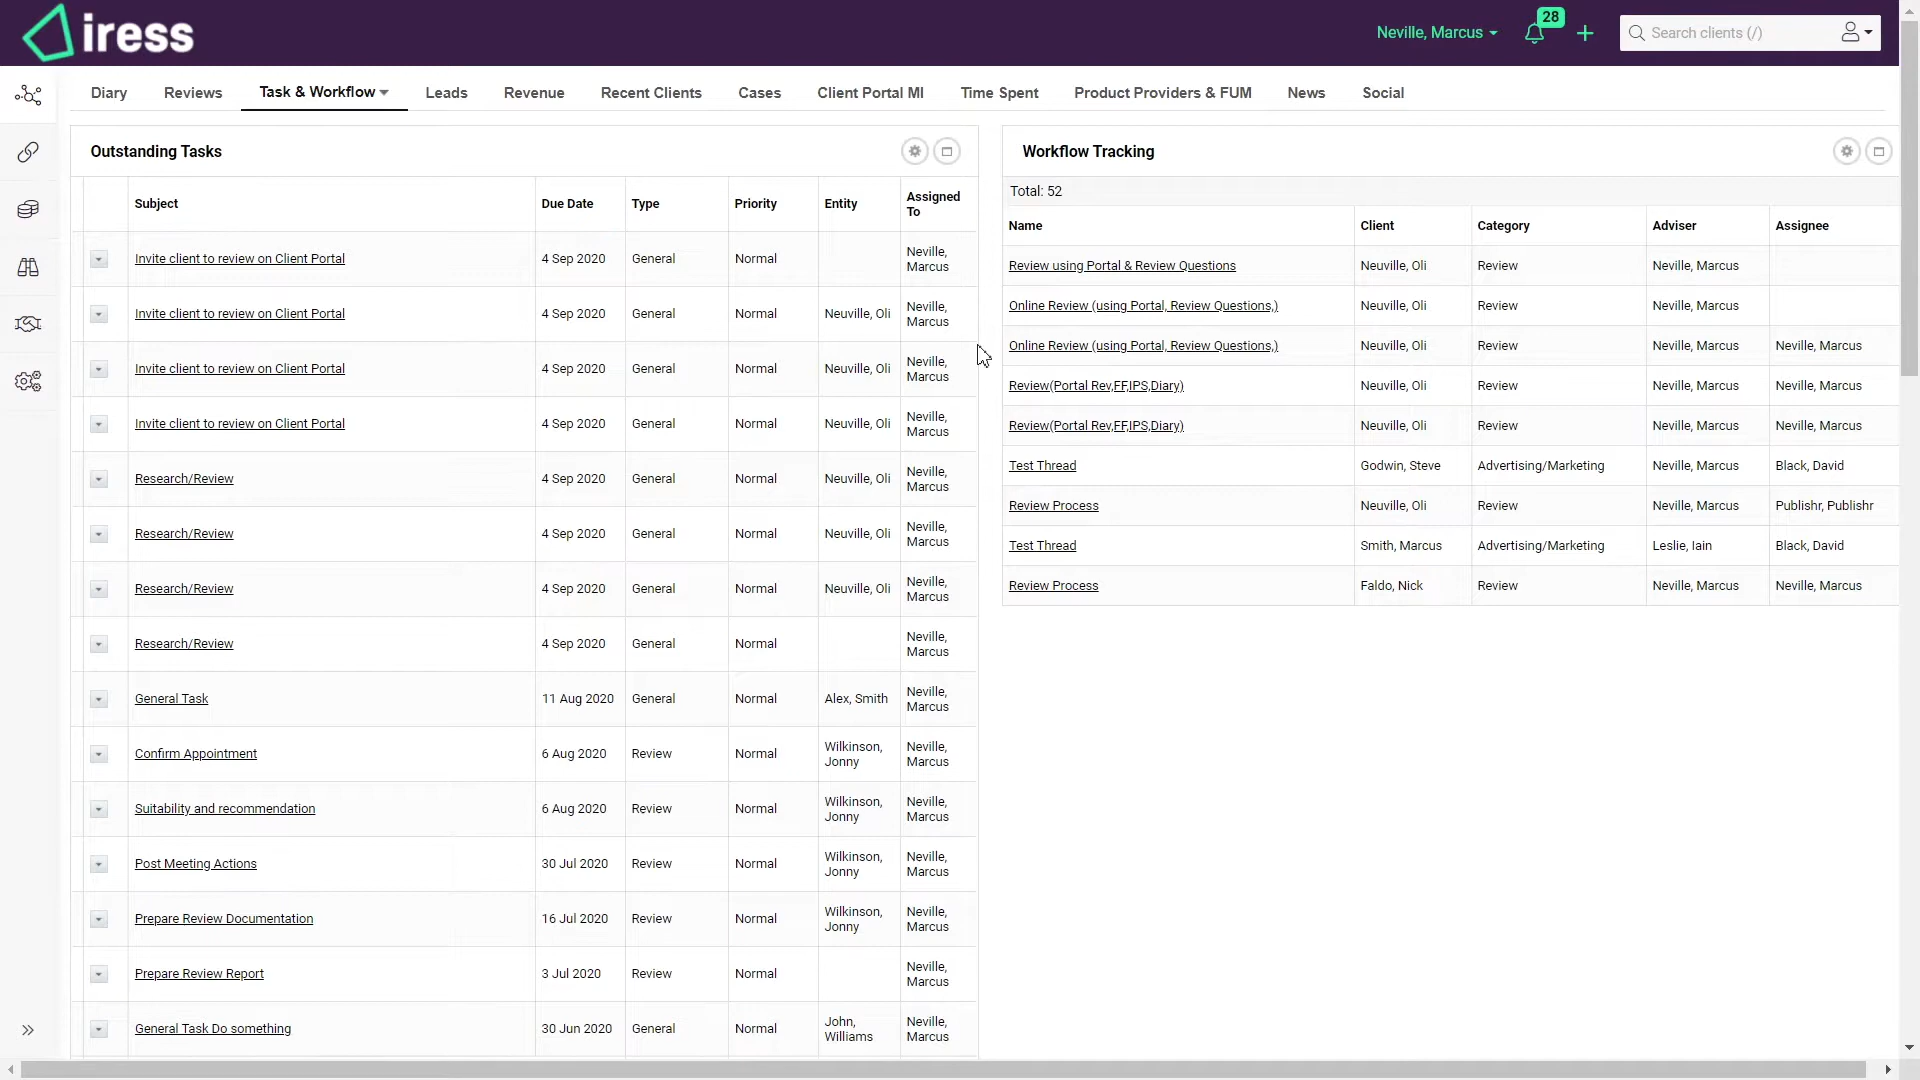 iress
Neville, Marcus
28
Search clients (/)
Diary Reviews Task & Workflow Leads Revenue Recent Clients Cases Client Portal MI Time Spent Product Providers & FUM News Social
Outstanding Tasks
Subject Due Date Type Priority Entity Assigned To
Invite client to review on Client Portal 4 Sep 2020 General Normal Neville, Marcus
Invite client to review on Client Portal 4 Sep 2020 General Normal Neuville, Oli Neville, Marcus
Invite client to review on Client Portal 4 Sep 2020 General Normal Neuville, Oli Neville, Marcus
Invite client to review on Client Portal 4 Sep 2020 General Normal Neuville, Oli Neville, Marcus
Research/Review 4 Sep 2020 General Normal Neuville, Oli Neville, Marcus
Research/Review 4 Sep 2020 General Normal Neuville, Oli Neville, Marcus
Research/Review 4 Sep 2020 General Normal Neuville, Oli Neville, Marcus
Research/Review 4 Sep 2020 General Normal Neville, Marcus
General Task 11 Aug 2020 General Normal Alex, Smith Neville, Marcus
Confirm Appointment 6 Aug 2020 Review Normal Wilkinson, Jonny Neville, Marcus
Suitability and recommendation 6 Aug 2020 Review Normal Wilkinson, Jonny Neville, Marcus
Post Meeting Actions 30 Jul 2020 Review Normal Wilkinson, Jonny Neville, Marcus
Prepare Review Documentation 16 Jul 2020 Review Normal Wilkinson, Jonny Neville, Marcus
Prepare Review Report 3 Jul 2020 Review Normal Neville, Marcus
General Task Do something 30 Jun 2020 General Normal John, Williams Neville, Marcus
Workflow Tracking
Total: 52
Name Client Category Adviser Assignee
Review using Portal & Review Questions Neuville, Oli Review Neville, Marcus
Online Review (using Portal, Review Questions,) Neuville, Oli Review Neville, Marcus
Online Review (using Portal, Review Questions,) Neuville, Oli Review Neville, Marcus Neville, Marcus
Review(Portal Rev,FF,IPS,Diary) Neuville, Oli Review Neville, Marcus Neville, Marcus
Review(Portal Rev,FF,IPS,Diary) Neuville, Oli Review Neville, Marcus Neville, Marcus
Test Thread Godwin, Steve Advertising/Marketing Neville, Marcus Black, David
Review Process Neuville, Oli Review Neville, Marcus Publishr, Publishr
Test Thread Smith, Marcus Advertising/Marketing Leslie, Iain Black, David
Review Process Faldo, Nick Review Neville, Marcus Neville, Marcus